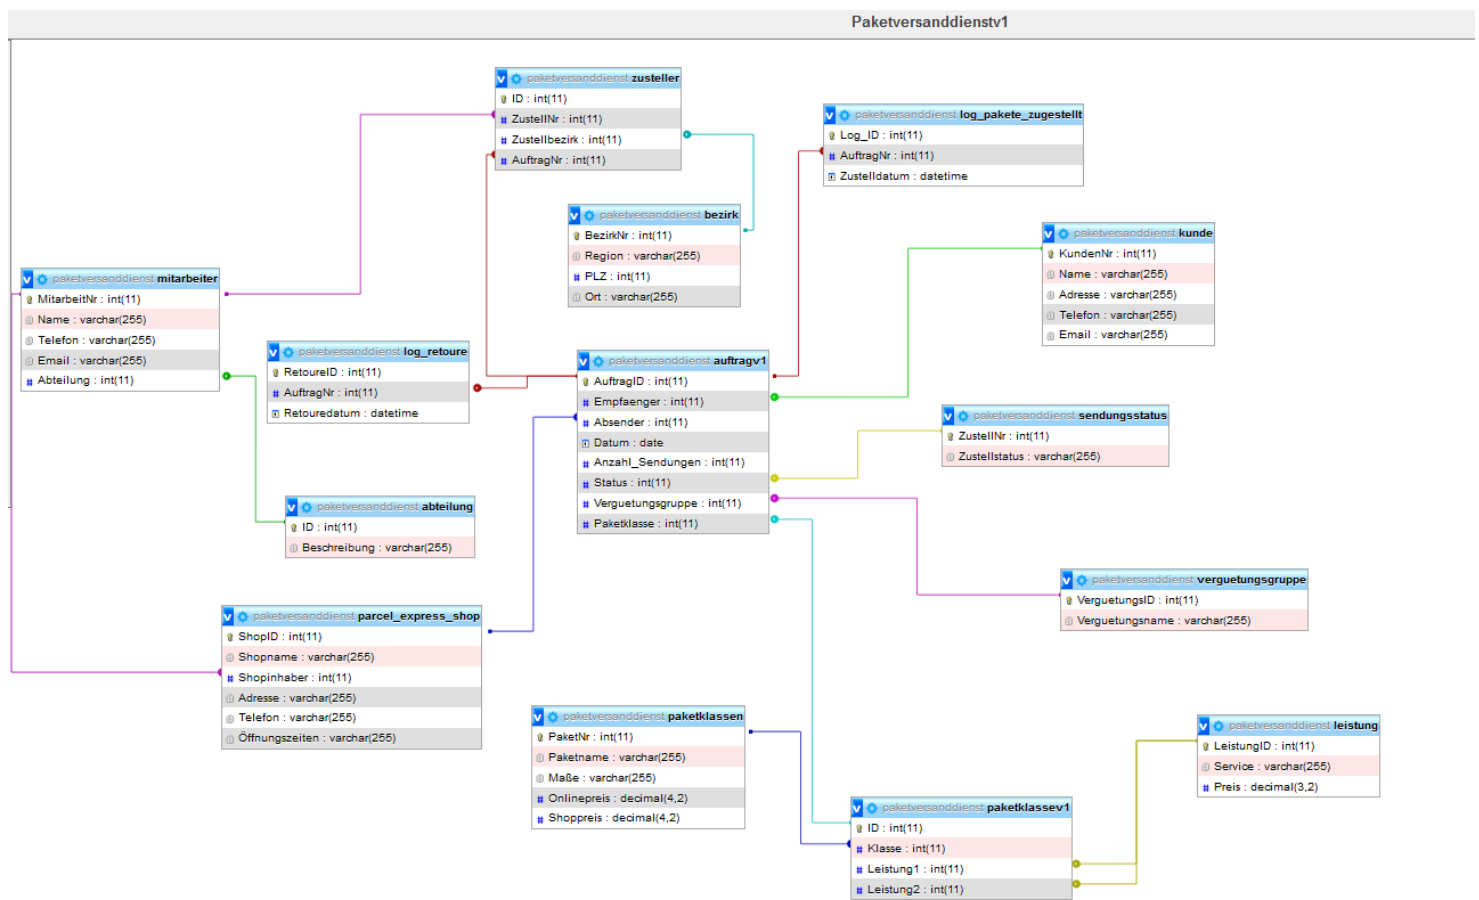 Paketversanddienstv1
v paketversanddienst zusteller
ID : int(11)
# ZustellNr : int(11)
# Zustellbezirk : int(11)
# AuftragNr : int(11)
v paketversanddienst log_pakete_zugestellt
Log_ID : int(11)
# AuftragNr : int(11)
Zustelldatum : datetime
v paketversanddienst bezirk
BezirkNr : int(11)
Region : varchar(255)
# PLZ : int(11)
Ort : varchar(255)
v paketversanddienst kunde
KundenNr : int(11)
Name : varchar(255)
Adresse : varchar(255)
Telefon : varchar(255)
Email : varchar(255)
v paketversanddienst mitarbeiter
MitarbeitNr : int(11)
Name : varchar(255)
Telefon : varchar(255)
Email : varchar(255)
# Abteilung : int(11)
v paketversanddienst log_retoure
RetoureID : int(11)
# AuftragNr : int(11)
Retouredatum : datetime
v paketversanddienst auftragv1
AuftragID : int(11)
# Empfaenger : int(11)
# Absender : int(11)
Datum : date
# Anzahl_Sendungen : int(11)
# Status : int(11)
# Verguetungsgruppe : int(11)
# Paketklasse : int(11)
v paketversanddienst sendungsstatus
ZustellNr : int(11)
Zustellstatus : varchar(255)
v paketversanddienst abteilung
ID : int(11)
Beschreibung : varchar(255)
v paketversanddienst verguetungsgruppe
VerguetungsID : int(11)
Verguetungsname : varchar(255)
v paketversanddienst parcel_express_shop
ShopID : int(11)
Shopname : varchar(255)
# Shopinhaber : int(11)
Adresse : varchar(255)
Telefon : varchar(255)
Öffnungszeiten : varchar(255)
v paketversanddienst paketklassen
PaketNr : int(11)
Paketname : varchar(255)
Maße : varchar(255)
# Onlinepreis : decimal(4,2)
# Shoppreis : decimal(4,2)
v paketversanddienst leistung
LeistungID : int(11)
Service : varchar(255)
# Preis : decimal(3,2)
v paketversanddienst paketklassev1
ID : int(11)
# Klasse : int(11)
# Leistung1 : int(11)
# Leistung2 : int(11)